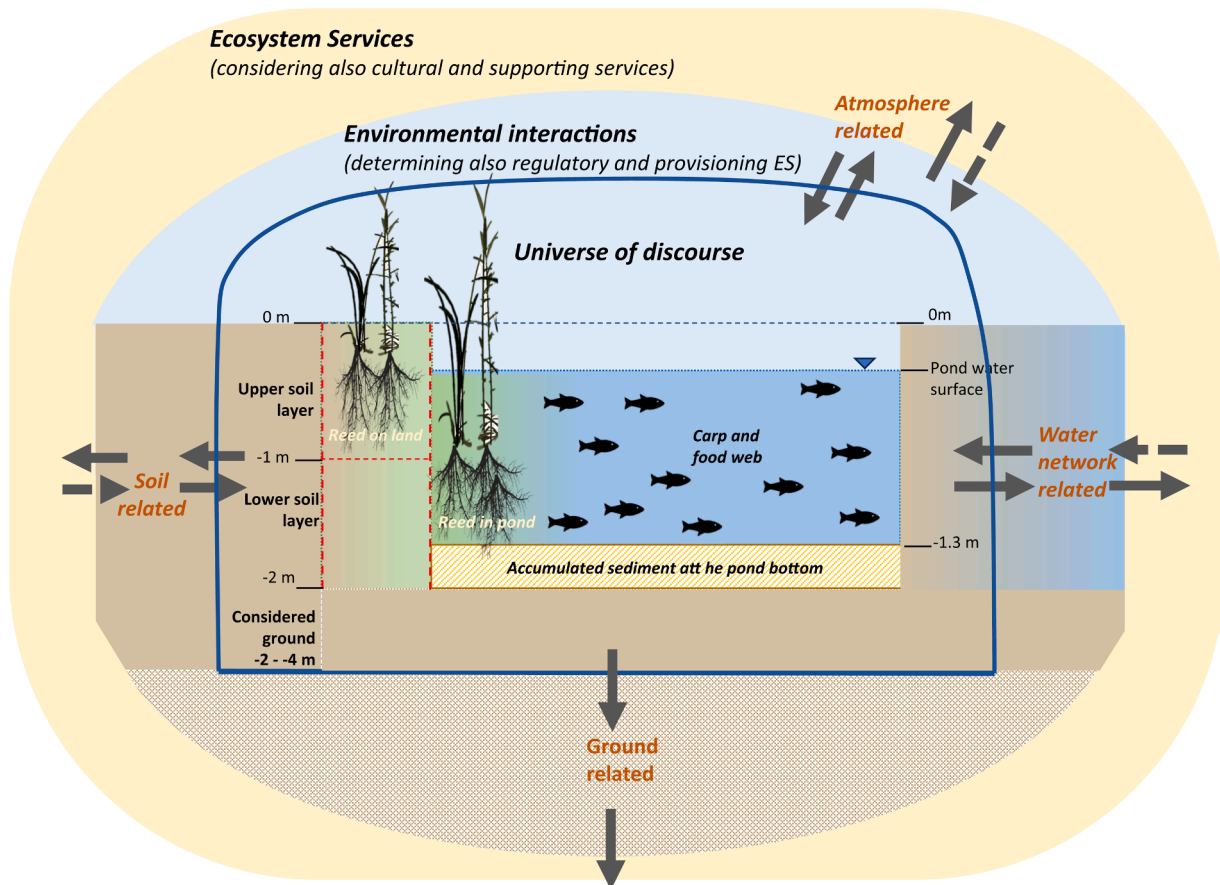 Ecosystem Services
(considering also cultural and supporting services)
Atmosphere
related
Environmental interactions
(determining also regulatory and provisioning ES)
Universe of discourse
0 m
0m
Pond water
surface
Upper soil
layer
Reed on land
Carp and
food web
-1 m
Soil
related
Water
network
related
Lower soil
layer
Reed in pond
-1.3 m
Accumulated sediment att he pond bottom
-2 m
Considered
ground
-2 - -4 m
Ground
related